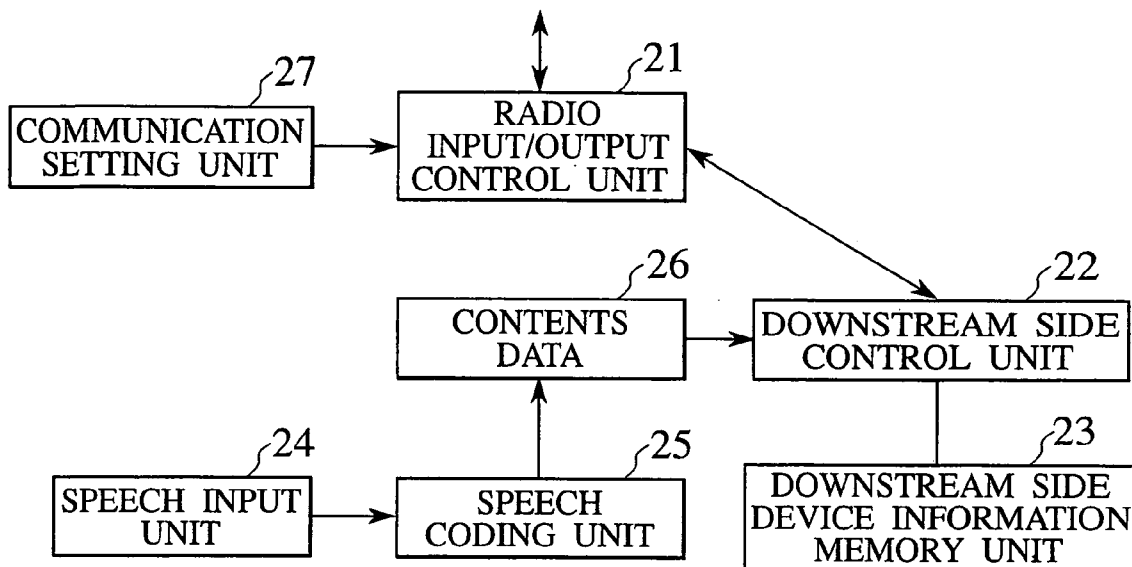 27
COMMUNICATION
SETTING UNIT
21
RADIO
INPUT/OUTPUT
CONTROL UNIT
26
CONTENTS
DATA
22
DOWNSTREAM SIDE
CONTROL UNIT
24
SPEECH INPUT
UNIT
25
SPEECH
CODING UNIT
23
DOWNSTREAM SIDE
DEVICE INFORMATION
MEMORY UNIT